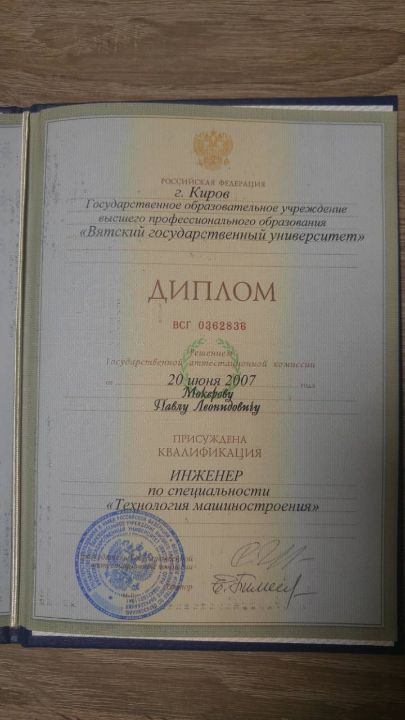 РОССИЙСКАЯ ФЕДЕРАЦИЯ
г. Киров
Государственное образовательное учреждение
высшего профессионального образования
«Вятский государственный университет»
ДИПЛОМ
ВСГ 0362836
Решением
Государственной аттестационной комиссии
от 20 июня 2007 года
Мокерову
Павлу Леонидовичу
ПРИСУЖДЕНА
КВАЛИФИКАЦИЯ
ИНЖЕНЕР
по специальности
«Технология машиностроения»